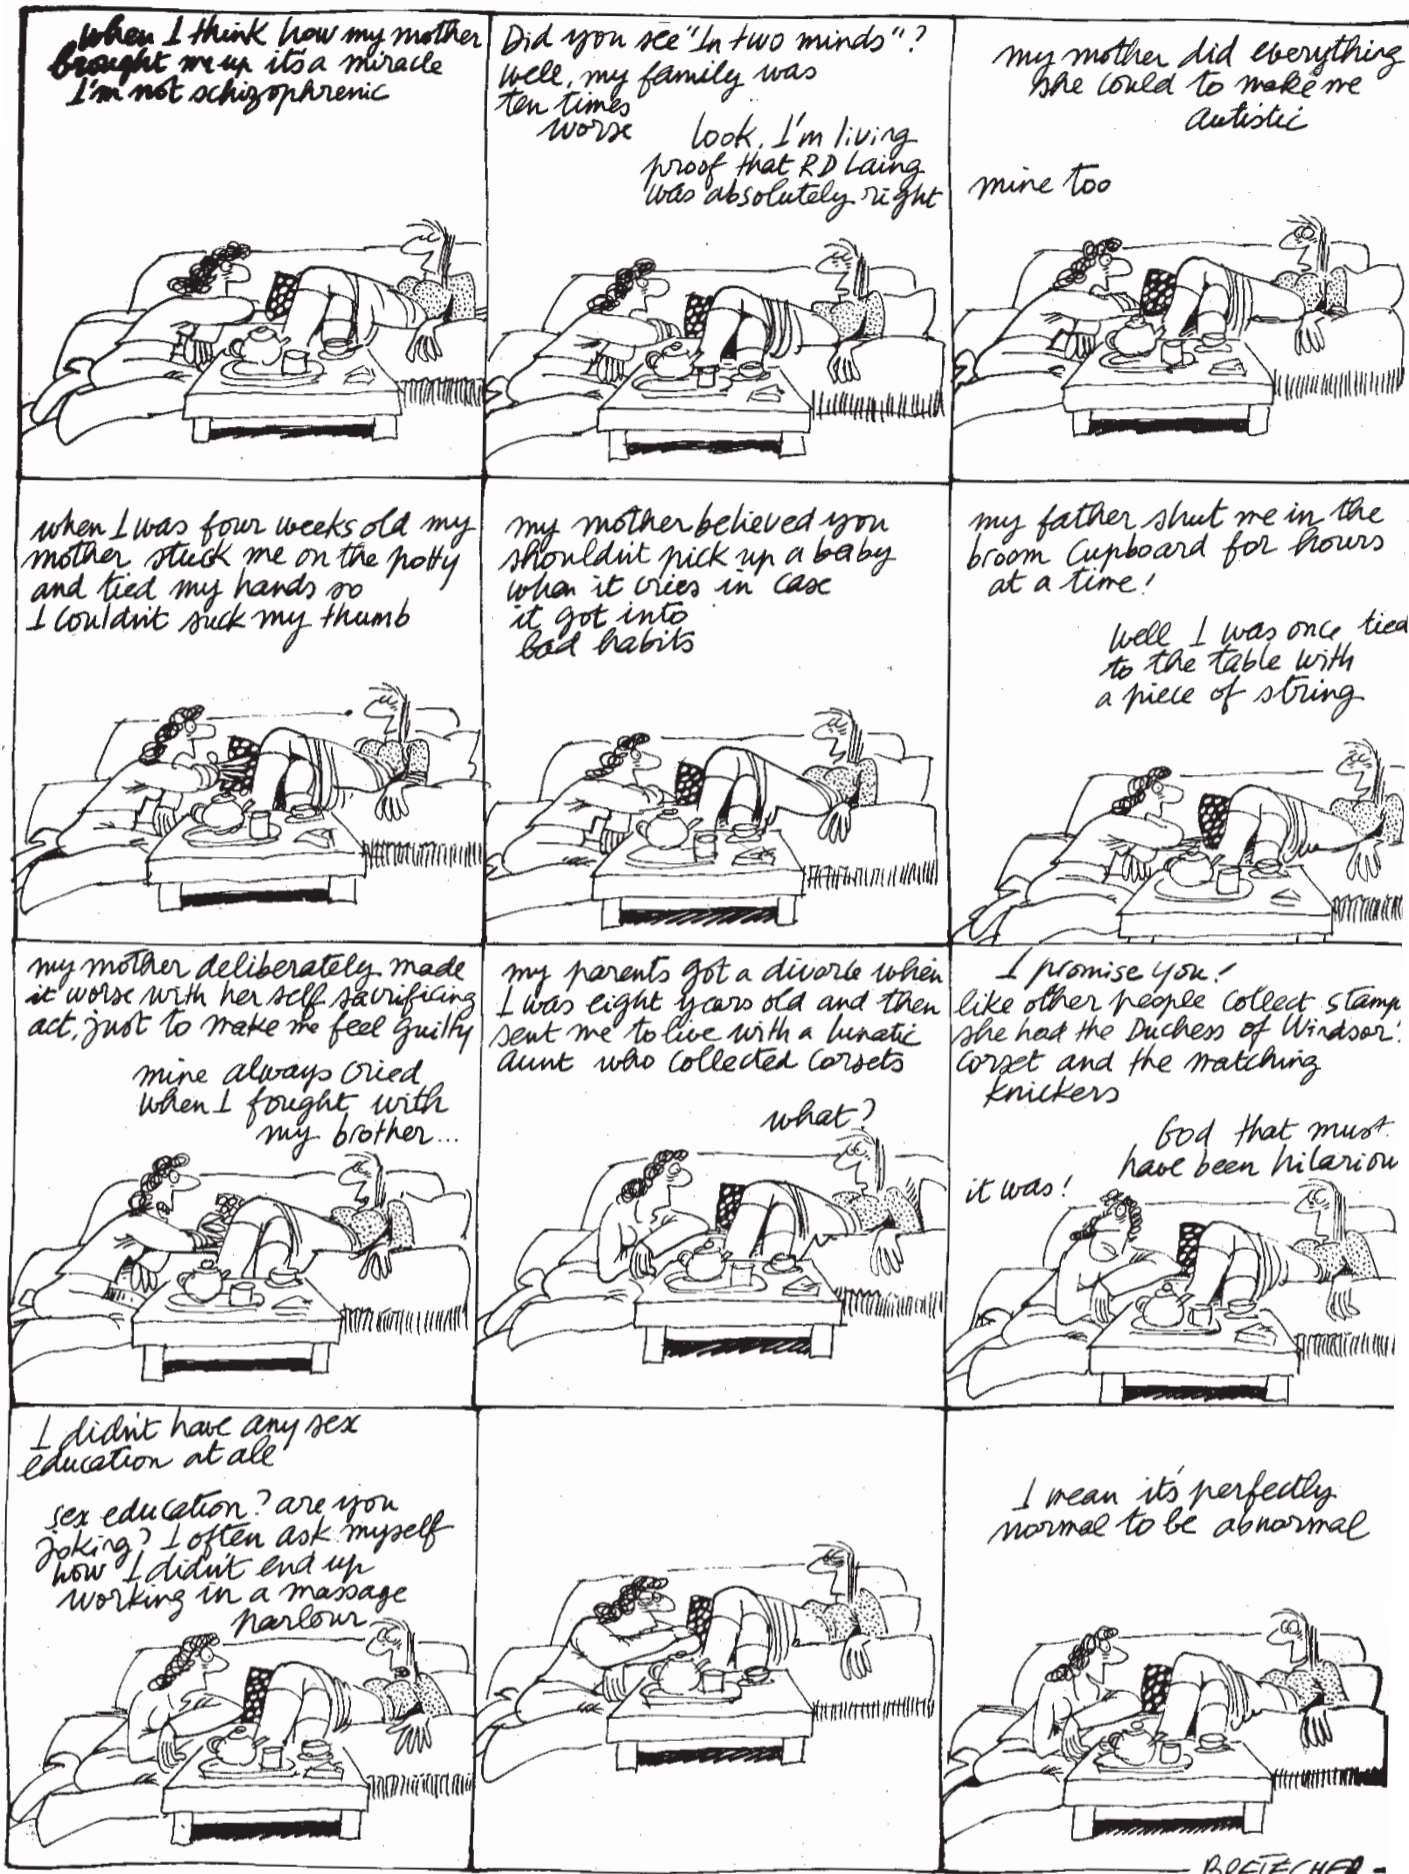 when I think how my mother
brought me up it's a miracle
I'm not schizophrenic
Did you see "In two minds"?
well, my family was
ten times
worse
look, I'm living
proof that RD Laing
was absolutely right
my mother did everything
she could to make me
autistic
mine too
when I was four weeks old my
mother stuck me on the potty
and tied my hands so
I couldn't suck my thumb
my mother believed you
shouldn't pick up a baby
when it cries in case
it got into
bad habits
my father shut me in the
broom cupboard for hours
at a time!
well I was once tied
to the table with
a piece of string
my mother deliberately made
it worse with her self sacrificing
act, just to make me feel guilty
mine always cried
when I fought with
my brother...
my parents got a divorce when
I was eight years old and then
sent me to live with a lunatic
aunt who collected corsets
what?
I promise you!
like other people collect stamp
she had the Duchess of Windsor'
corset and the matching
knickers
God that must
have been hilariou
it was!
I didn't have any sex
education at all
sex education? are you
joking? I often ask myself
how I didn't end up
working in a massage
parlour
I mean it's perfectly
normal to be abnormal
BRETECHER